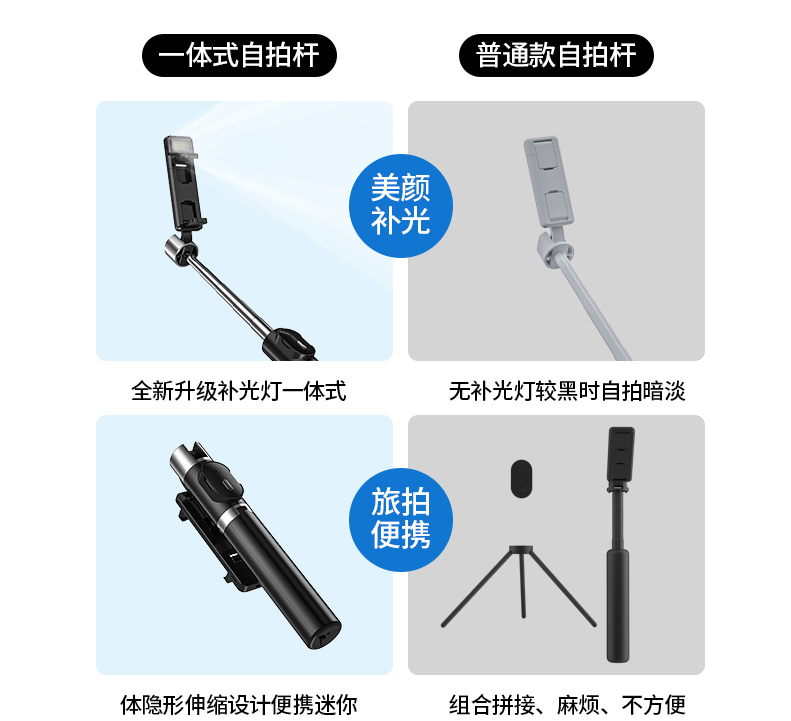 一体式自拍杆
普通款自拍杆
美颜
补光
全新升级补光灯一体式
无补光灯较黑时自拍暗淡
旅拍
便携
体隐形伸缩设计便携迷你
组合拼接、麻烦、不方便